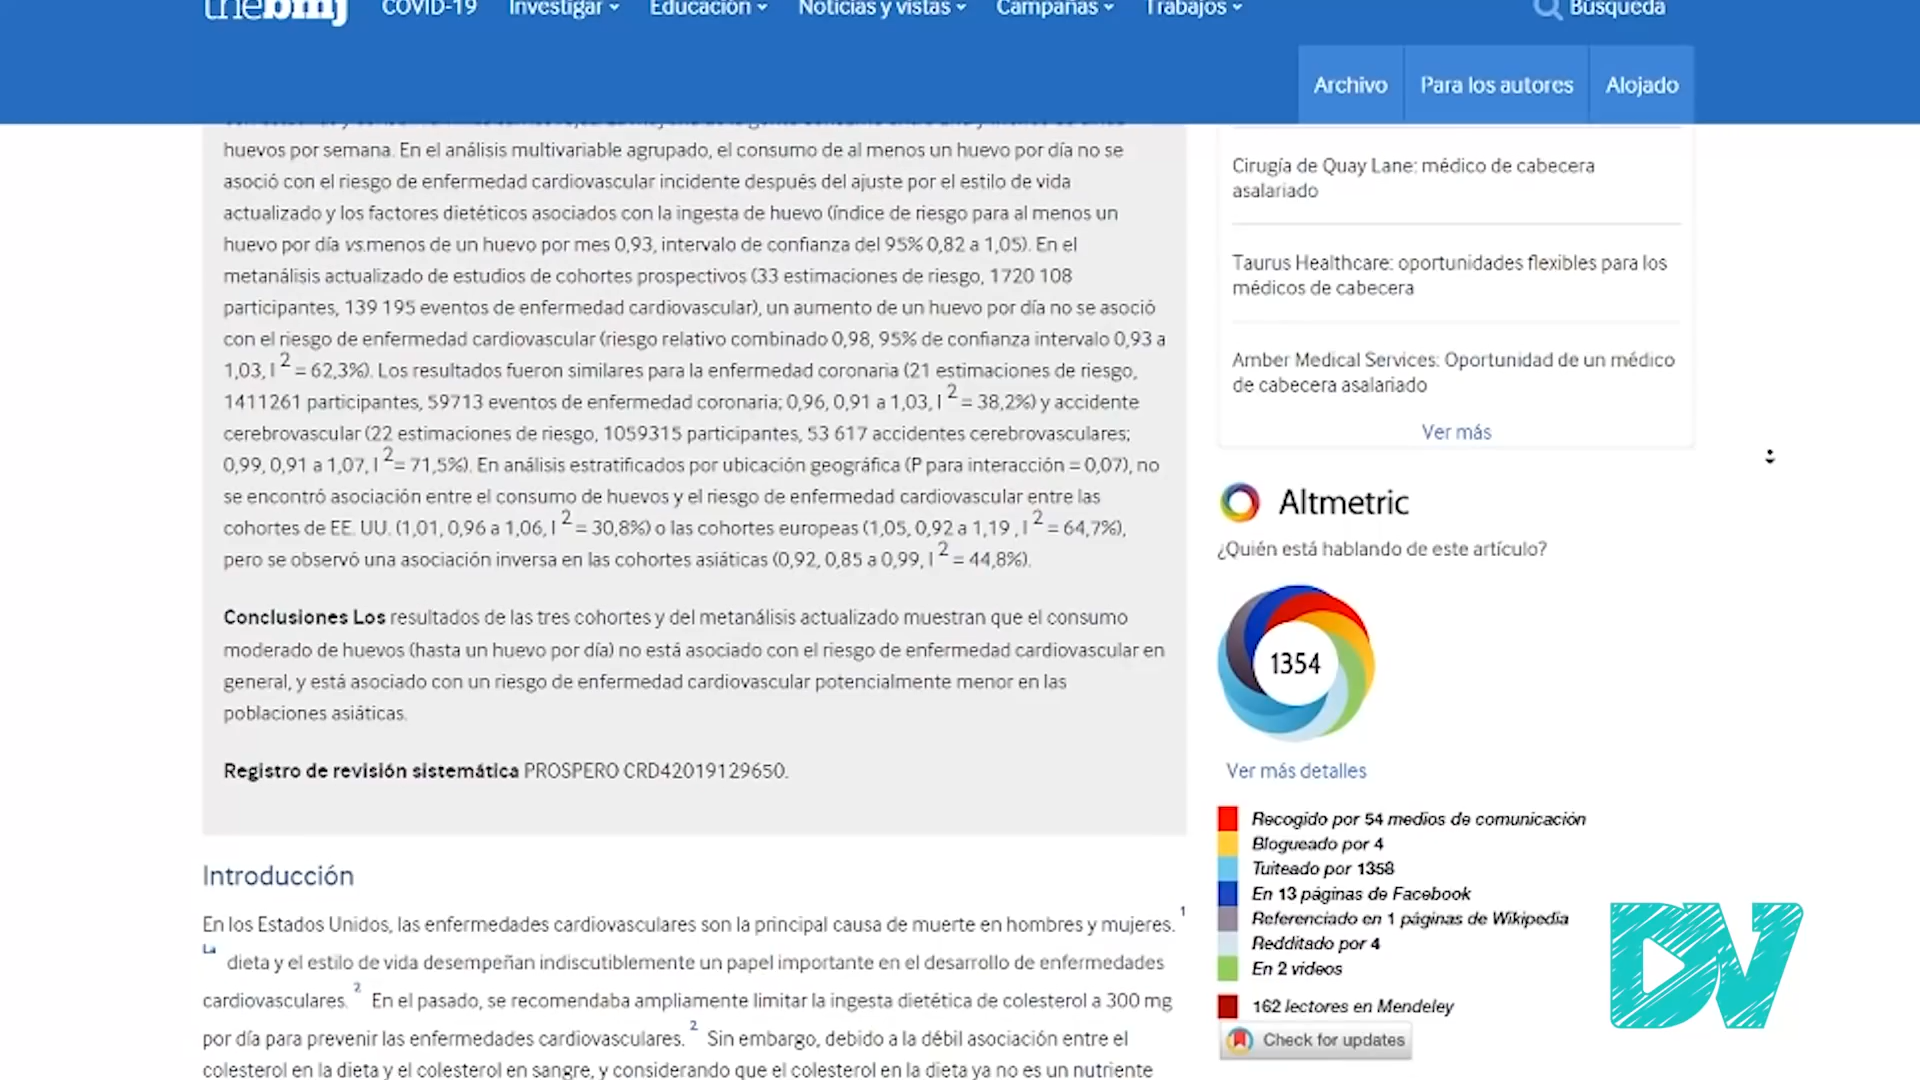 thebmj
COVID-19
Investigar
Educación
Noticias y vistas
Campañas
Trabajos
Búsqueda
Archivo
Para los autores
Alojado
huevos por semana. En el análisis multivariable agrupado, el consumo de al menos un huevo por día no se
asoció con el riesgo de enfermedad cardiovascular incidente después del ajuste por el estilo de vida
actualizado y los factores dietéticos asociados con la ingesta de huevo (índice de riesgo para al menos un
huevo por día vs.menos de un huevo por mes 0,93, intervalo de confianza del 95% 0,82 a 1,05). En el
metanálisis actualizado de estudios de cohortes prospectivos (33 estimaciones de riesgo, 1720 108
participantes, 139 195 eventos de enfermedad cardiovascular), un aumento de un huevo por día no se asoció
con el riesgo de enfermedad cardiovascular (riesgo relativo combinado 0,98, 95% de confianza intervalo 0,93 a
1,03, I 2 = 62,3%). Los resultados fueron similares para la enfermedad coronaria (21 estimaciones de riesgo,
1411261 participantes, 59713 eventos de enfermedad coronaria; 0,96, 0,91 a 1,03, I 2 = 38,2%) y accidente
cerebrovascular (22 estimaciones de riesgo, 1059315 participantes, 53 617 accidentes cerebrovasculares;
0,99, 0,91 a 1,07, I 2 = 71,5%). En análisis estratificados por ubicación geográfica (P para interacción = 0,07), no
se encontró asociación entre el consumo de huevos y el riesgo de enfermedad cardiovascular entre las
cohortes de EE. UU. (1,01, 0,96 a 1,06, I 2 = 30,8%) o las cohortes europeas (1,05, 0,92 a 1,19 , I 2 = 64,7%),
pero se observó una asociación inversa en las cohortes asiáticas (0,92, 0,85 a 0,99, I 2 = 44,8%).
Conclusiones Los resultados de las tres cohortes y del metanálisis actualizado muestran que el consumo
moderado de huevos (hasta un huevo por día) no está asociado con el riesgo de enfermedad cardiovascular en
general, y está asociado con un riesgo de enfermedad cardiovascular potencialmente menor en las
poblaciones asiáticas.
Registro de revisión sistemática PROSPERO CRD42019129650.
Introducción
En los Estados Unidos, las enfermedades cardiovasculares son la principal causa de muerte en hombres y mujeres. 1
La dieta y el estilo de vida desempeñan indiscutiblemente un papel importante en el desarrollo de enfermedades
cardiovasculares. 2 En el pasado, se recomendaba ampliamente limitar la ingesta dietética de colesterol a 300 mg
por día para prevenir las enfermedades cardiovasculares. 2 Sin embargo, debido a la débil asociación entre el
colesterol en la dieta y el colesterol en sangre, y considerando que el colesterol en la dieta ya no es un nutriente
Cirugía de Quay Lane: médico de cabecera
asalariado
Taurus Healthcare: oportunidades flexibles para los
médicos de cabecera
Amber Medical Services: Oportunidad de un médico
de cabecera asalariado
Ver más
Altmetric
¿Quién está hablando de este artículo?
1354
Ver más detalles
Recogido por 54 medios de comunicación
Blogueado por 4
Tuiteado por 1358
En 13 páginas de Facebook
Referenciado en 1 páginas de Wikipedia
Redditado por 4
En 2 videos
162 lectores en Mendeley
Check for updates
DV